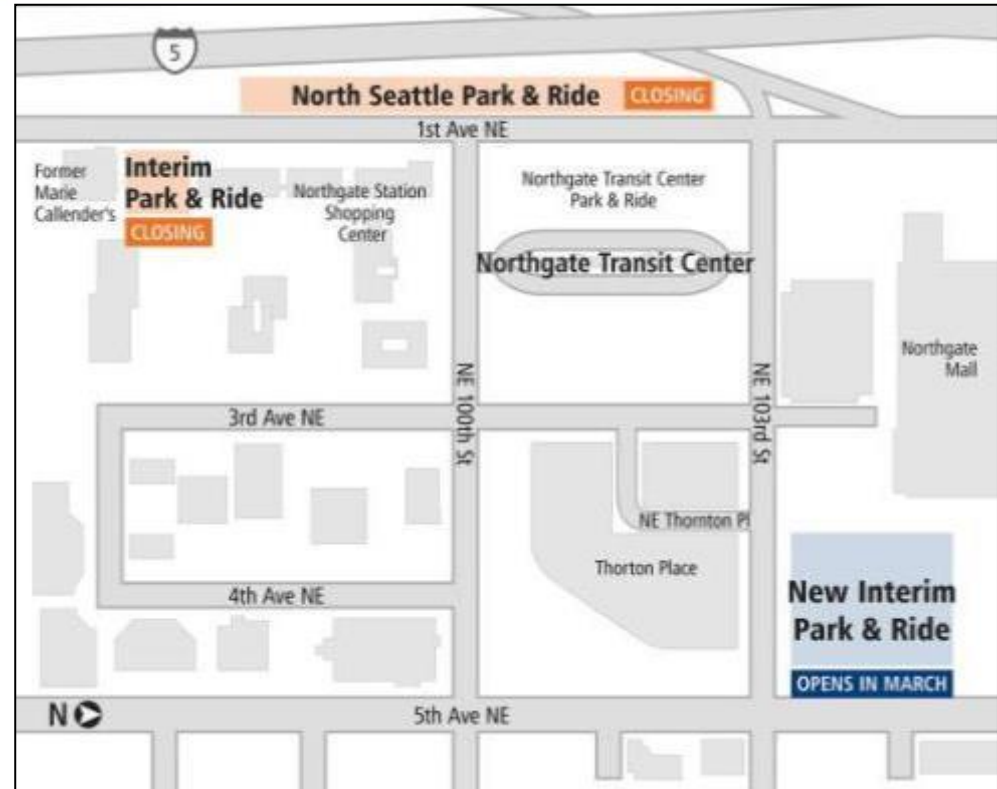 5
North Seattle Park & Ride
CLOSING
1st Ave NE
Former
Marie
Callender's
Interim
Park & Ride
CLOSING
Northgate Station
Shopping
Center
Northgate Transit Center
Park & Ride
Northgate Transit Center
Northgate
Mall
NE 100th St
NE 103rd St
3rd Ave NE
NE Thornton Pl
Thorton Place
4th Ave NE
New Interim
Park & Ride
OPENS IN MARCH
N
5th Ave NE